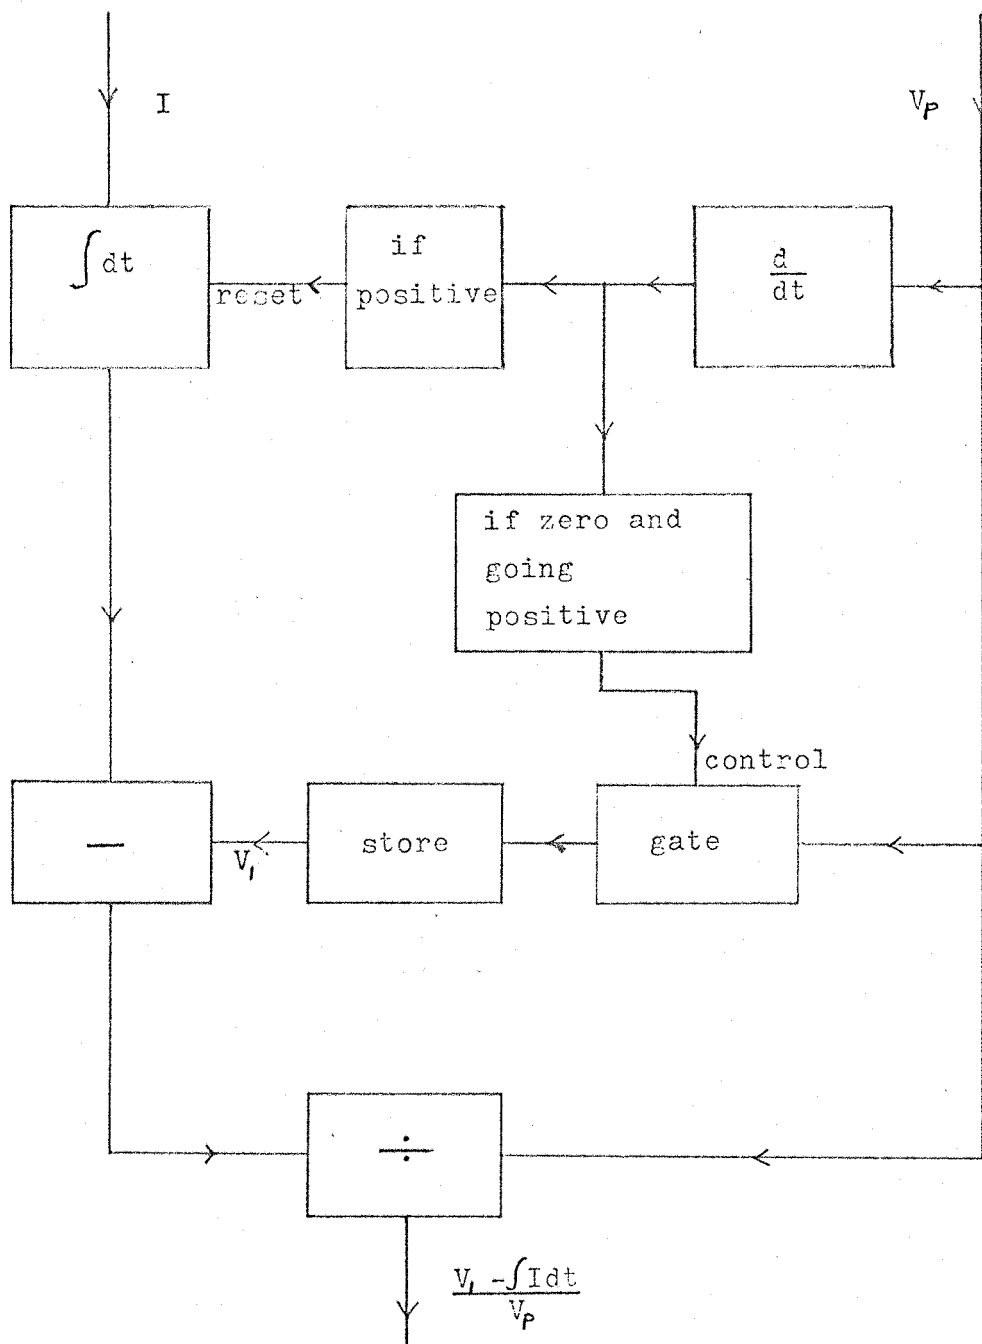 I
V_P
∫dt
reset
if
positive
d
dt
if zero and
going
positive
control
—
V_1
store
gate
÷
V_1 -∫Idt
V_P